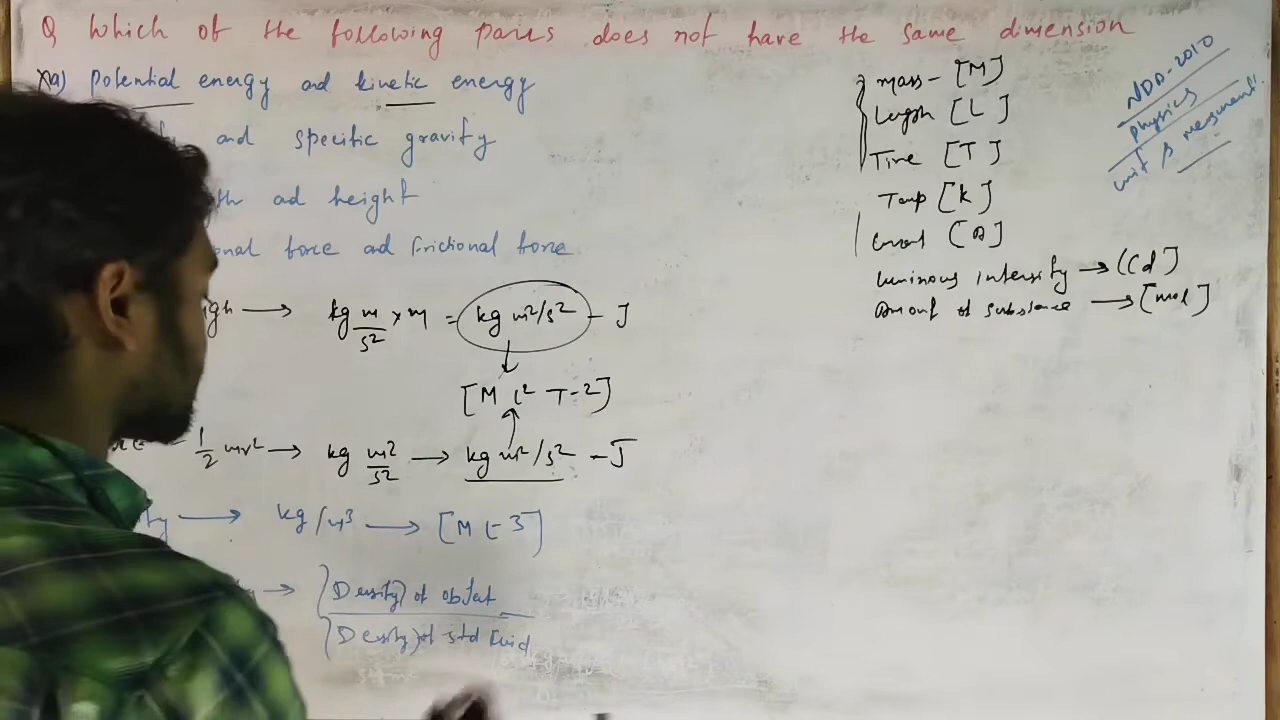 Q Which of the following pairs does not have the same dimension
a) potential energy and kinetic energy
and specific gravity
ad height
onal force and Frictional force
→ kg m/s² × m = kg m²/s² - J
[M L² T-2]
1/2 mv² → kg m²/s² → kg m²/s² - J
→ kg/m³ → [M L-3]
→ (Density) of object
(Density) of std fluid
mass - [M]
Length [L]
Time [T]
Temp [K]
Current [A]
Luminous intensity → [Cd]
Amount of substance → [mol]
NDA-2010
physics
unit & measurment